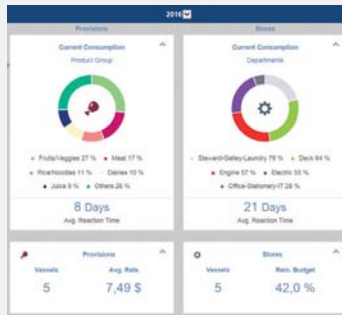 2016
Provisions
Stores
Current Consumption
Product Group
Fruits/Veggies 27 % Meat 17 %
Rice/Noodles 11 % Dairies 10 %
Juice 9 % Others 26 %
8 Days
Avg. Reaction Time
Current Consumption
Departments
Steward-Galley-Laundry 79 % Deck 84 %
Engine 57 % Electric 55 %
Office-Stationary-IT 28 %
21 Days
Avg. Reaction Time
Provisions
Vessels Avg. Rate
5 7,49 $
Stores
Vessels Rem. Budget
5 42,0 %